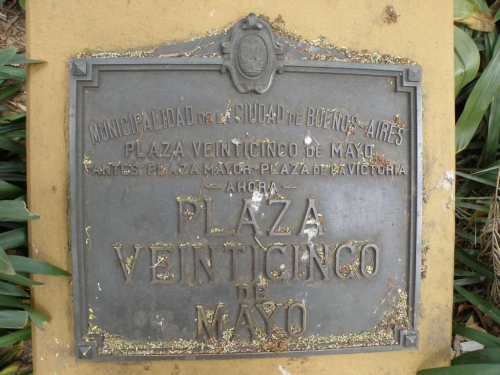 MUNICIPALIDAD DE LA CIUDAD DE BUENOS AIRES
PLAZA VEINTICINCO DE MAYO
ANTES PLAZA MAYOR-PLAZA DE LA VICTORIA
-AHORA-
PLAZA
VEINTICINCO
DE
MAYO